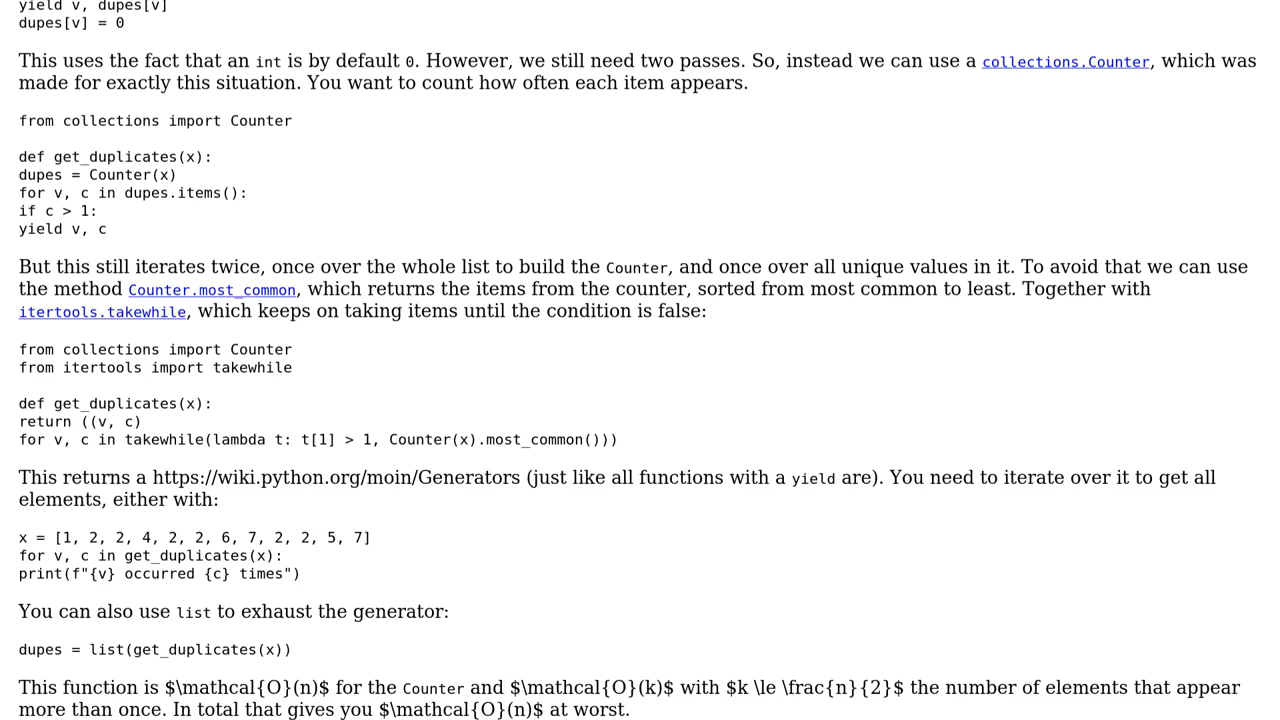 yield v, dupes[v]
dupes[v] = 0
This uses the fact that an int is by default 0. However, we still need two passes. So, instead we can use a collections.Counter, which was
made for exactly this situation. You want to count how often each item appears.
from collections import Counter
def get_duplicates(x):
dupes = Counter(x)
for v, c in dupes.items():
if c > 1:
yield v, c
But this still iterates twice, once over the whole list to build the Counter, and once over all unique values in it. To avoid that we can use
the method Counter.most_common, which returns the items from the counter, sorted from most common to least. Together with
itertools.takewhile, which keeps on taking items until the condition is false:
from collections import Counter
from itertools import takewhile
def get_duplicates(x):
return ((v, c)
for v, c in takewhile(lambda t: t[1] > 1, Counter(x).most_common()))
This returns a https://wiki.python.org/moin/Generators (just like all functions with a yield are). You need to iterate over it to get all
elements, either with:
x = [1, 2, 2, 4, 2, 2, 6, 7, 2, 2, 5, 7]
for v, c in get_duplicates(x):
print(f"{v} occurred {c} times")
You can also use list to exhaust the generator:
dupes = list(get_duplicates(x))
This function is $\mathcal{O}(n)$ for the Counter and $\mathcal{O}(k)$ with $k \le \frac{n}{2}$ the number of elements that appear
more than once. In total that gives you $\mathcal{O}(n)$ at worst.